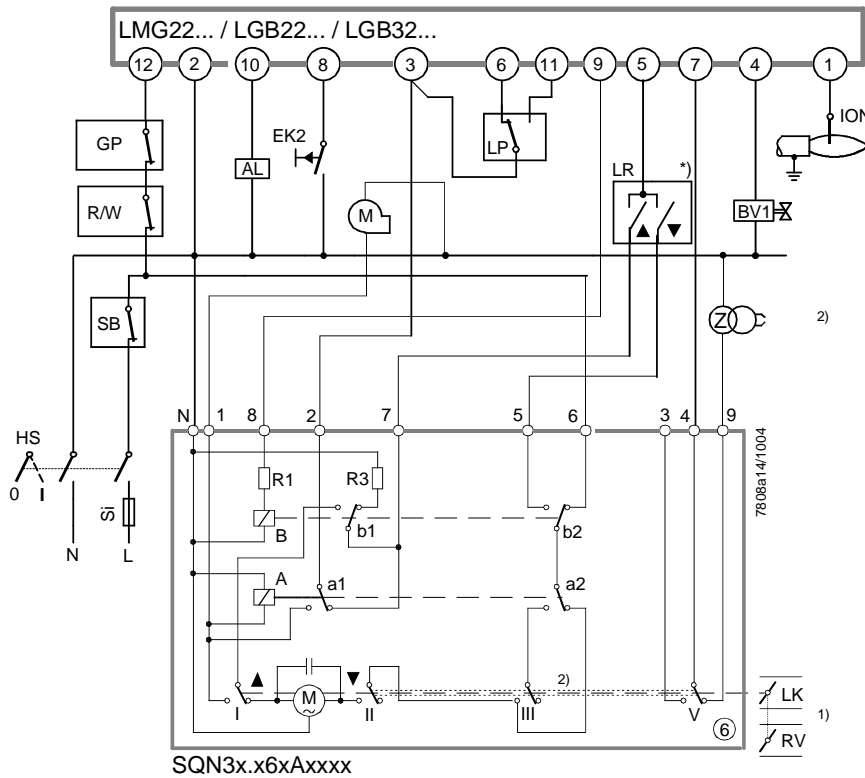 LMG22... / LGB22... / LGB32...
12 2 10 8 3 6 11 9 5 7 4 1
ION
GP
EK2
LP
LR *)
AL
M
R/W
BV1
SB
Z
2)
N 1 8 2 7 5 6 3 4 9
HS
0 I
Si
N L
R1 R3
B b1 b2
A a1 a2
7808a14/1004
2)
M
~
I II III V
LK
1)
RV
6
SQN3x.x6xAxxxx